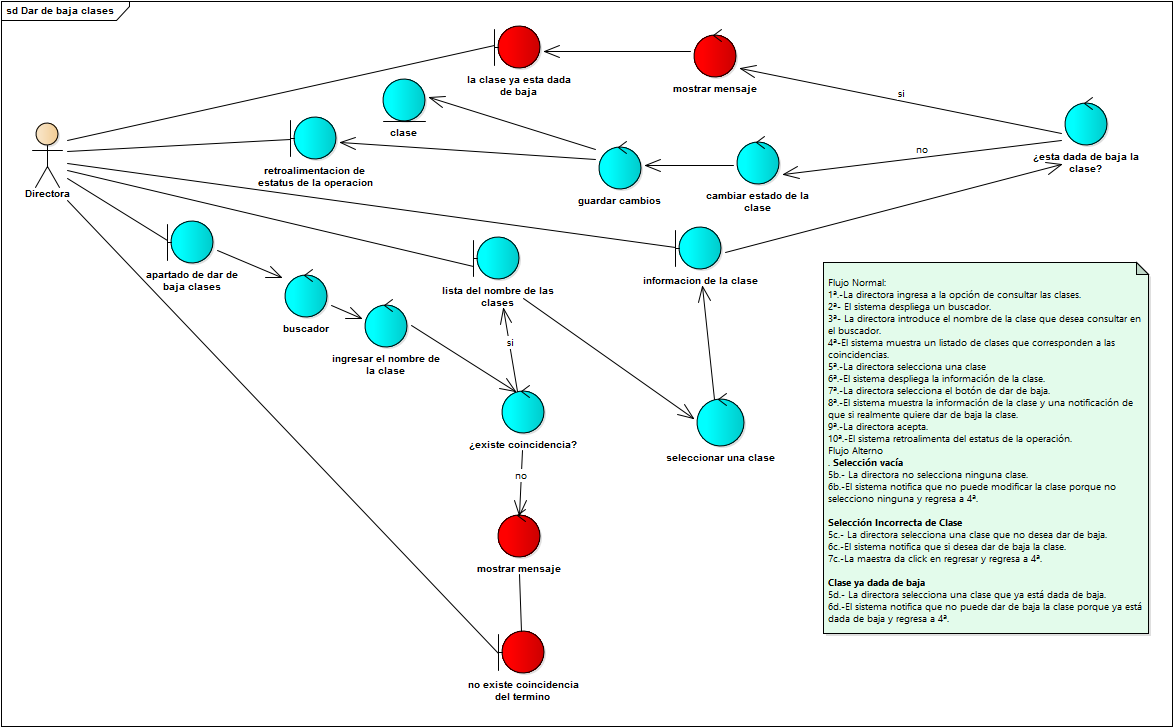 sd Dar de baja clases
la clase ya esta dada
de baja
mostrar mensaje
si
clase
¿esta dada de baja la
clase?
no
retroalimentacion de
estatus de la operacion
guardar cambios
cambiar estado de la
clase
Directora
apartado de dar de
baja clases
lista del nombre de las
clases
informacion de la clase
buscador
ingresar el nombre de
la clase
si
¿existe coincidencia?
seleccionar una clase
no
mostrar mensaje
no existe coincidencia
del termino
Flujo Normal:
1ª.-La directora ingresa a la opción de consultar las clases.
2ª- El sistema despliega un buscador.
3ª- La directora introduce el nombre de la clase que desea consultar en
el buscador.
4ª-El sistema muestra un listado de clases que corresponden a las
coincidencias.
5ª.-La directora selecciona una clase
6ª.-El sistema despliega la información de la clase.
7ª.-La directora selecciona el botón de dar de baja.
8ª.-El sistema muestra la información de la clase y una notificación de
que si realmente quiere dar de baja la clase.
9ª.-La directora acepta.
10ª.-El sistema retroalimenta del estatus de la operación.
Flujo Alterno
. Selección vacía
5b.- La directora no selecciona ninguna clase.
6b.-El sistema notifica que no puede modificar la clase porque no
selecciono ninguna y regresa a 4ª.
Selección Incorrecta de Clase
5c.- La directora selecciona una clase que no desea dar de baja.
6c.-El sistema notifica que si desea dar de baja la clase.
7c.-La maestra da click en regresar y regresa a 4ª.
Clase ya dada de baja
5d.- La directora selecciona una clase que ya está dada de baja.
6d.-El sistema notifica que no puede dar de baja la clase porque ya está
dada de baja y regresa a 4ª.